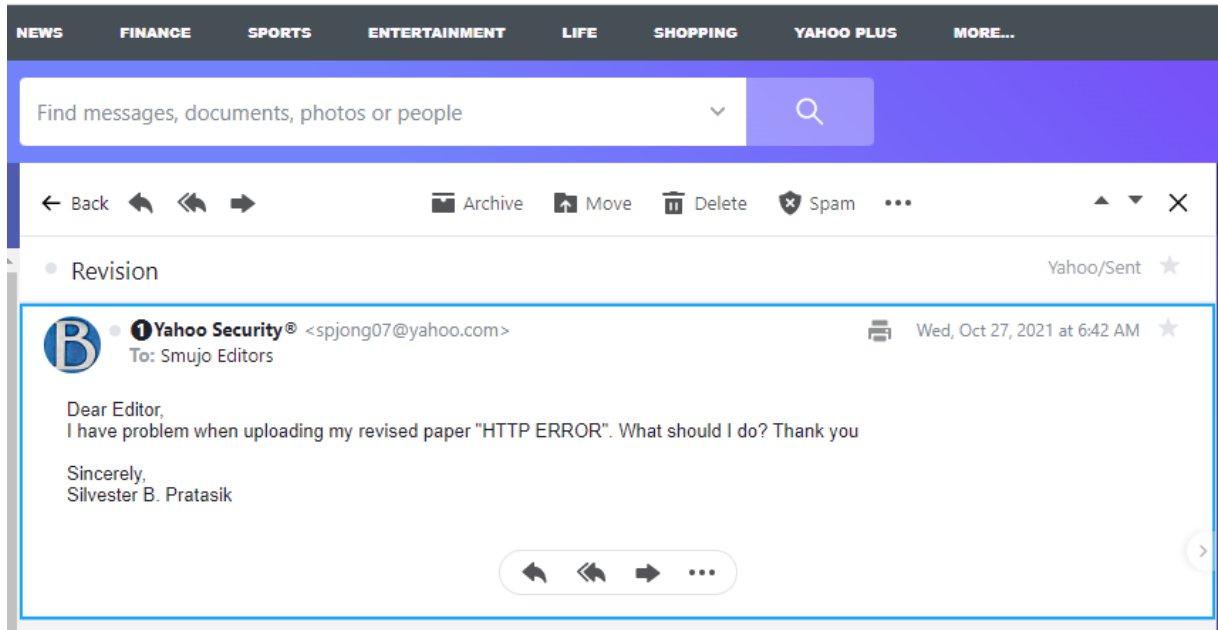 NEWS FINANCE SPORTS ENTERTAINMENT LIFE SHOPPING YAHOO PLUS MORE...
Find messages, documents, photos or people
Back Archive Move Delete Spam
Revision Yahoo/Sent
B ❶Yahoo Security® <spjong07@yahoo.com> Wed, Oct 27, 2021 at 6:42 AM
To: Smujo Editors
Dear Editor,
I have problem when uploading my revised paper "HTTP ERROR". What should I do? Thank you
Sincerely,
Silvester B. Pratasik